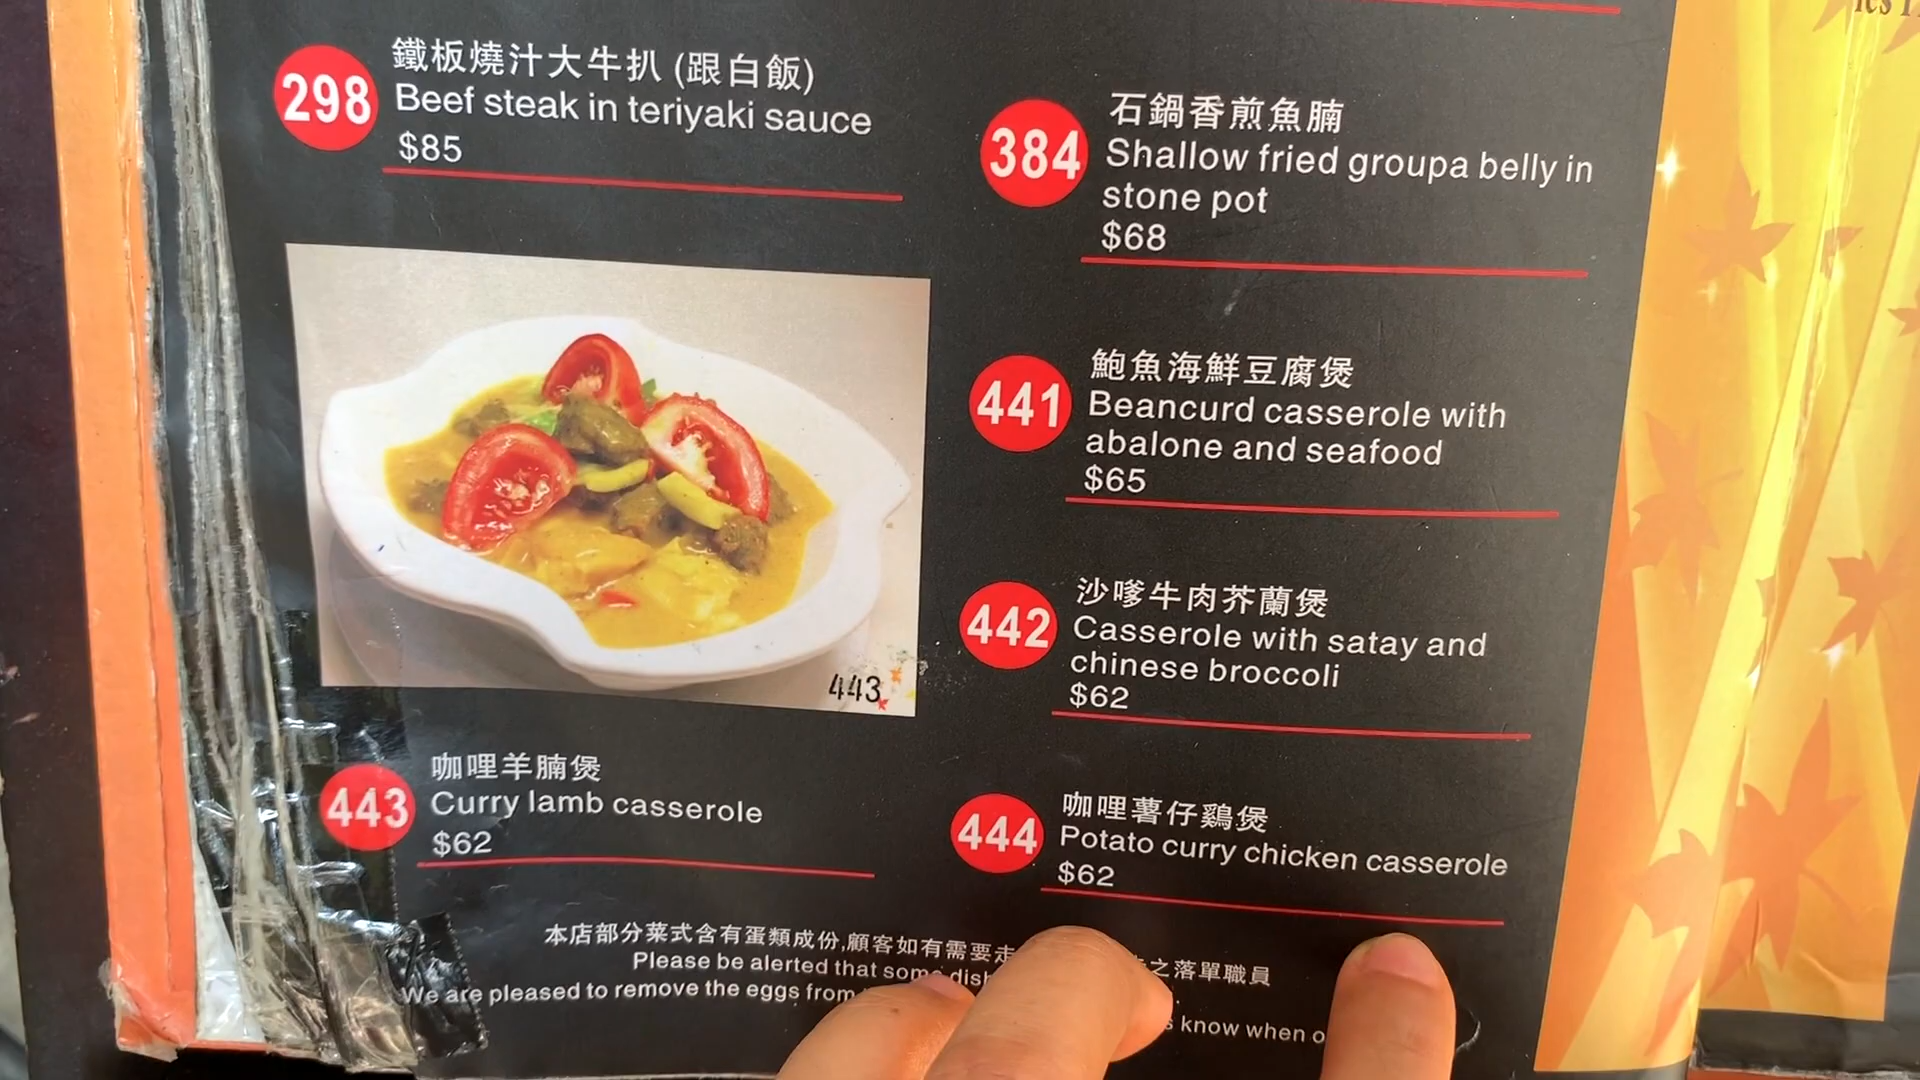 298
鐵板燒汁大牛扒 (跟白飯)
Beef steak in teriyaki sauce
$85
443
443
咖哩羊腩煲
Curry lamb casserole
$62
384
石鍋香煎魚腩
Shallow fried groupa belly in
stone pot
$68
441
鮑魚海鮮豆腐煲
Beancurd casserole with
abalone and seafood
$65
442
沙嗲牛肉芥蘭煲
Casserole with satay and
chinese broccoli
$62
444
咖哩薯仔鷄煲
Potato curry chicken casserole
$62
本店部分菜式含有蛋類成份,顧客如有需要走 之落單職員
Please be alerted that some
We are pleased to remove the eggs from know when